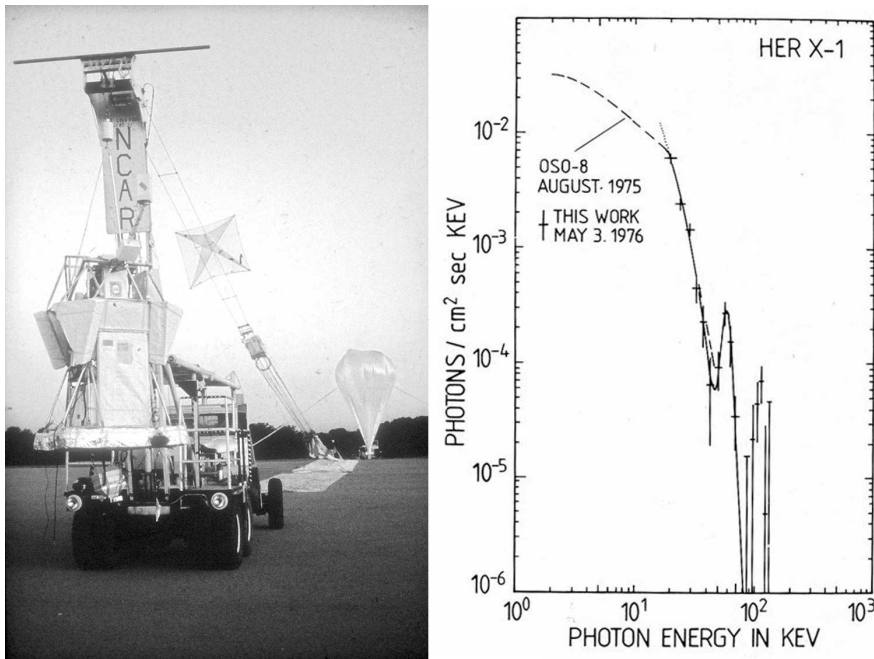 NCAR
HER X-1
OSO-8
AUGUST. 1975
THIS WORK
MAY 3. 1976
PHOTONS / cm² sec KEV
10⁻²
10⁻³
10⁻⁴
10⁻⁵
10⁻⁶
10⁰
10¹
10²
10³
PHOTON ENERGY IN KEV